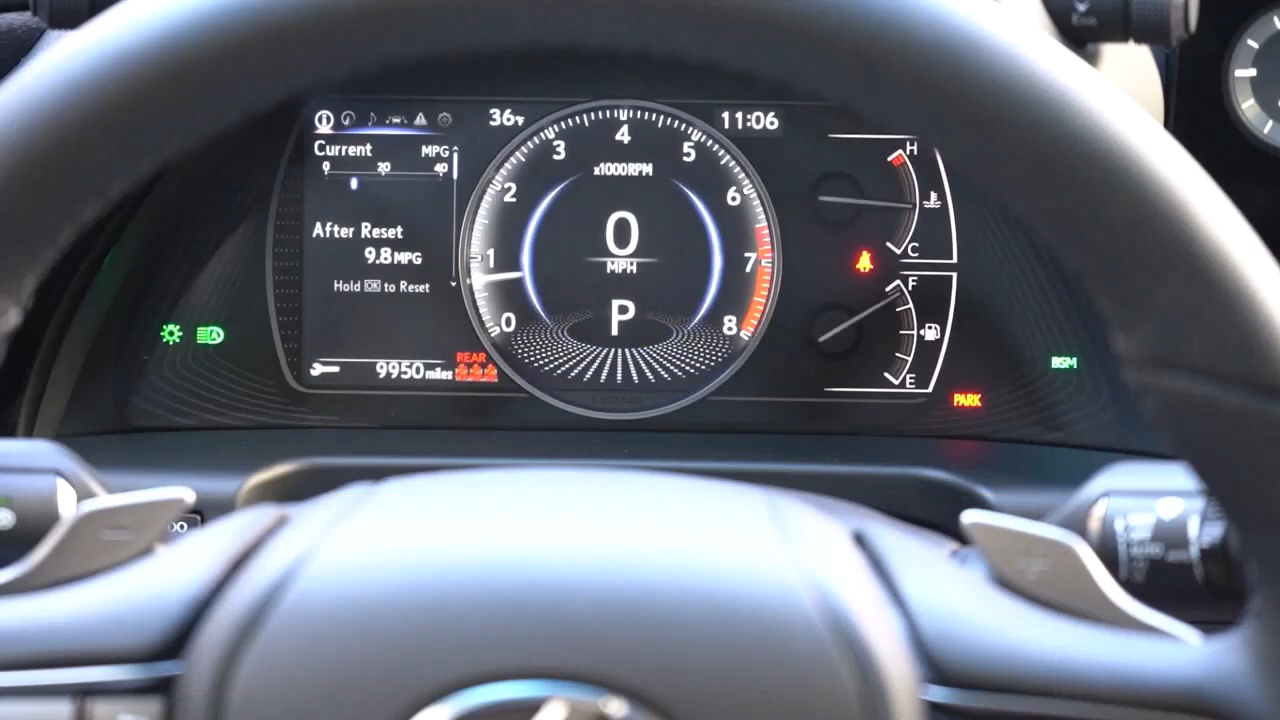 36°F
11:06
Current MPG
0 20 40
After Reset
9.8 MPG
Hold OK to Reset
9950 miles
REAR
0
1
2
3
4
5
6
7
8
x1000RPM
0
MPH
P
H
C
F
E
BSM
PARK
AUTO